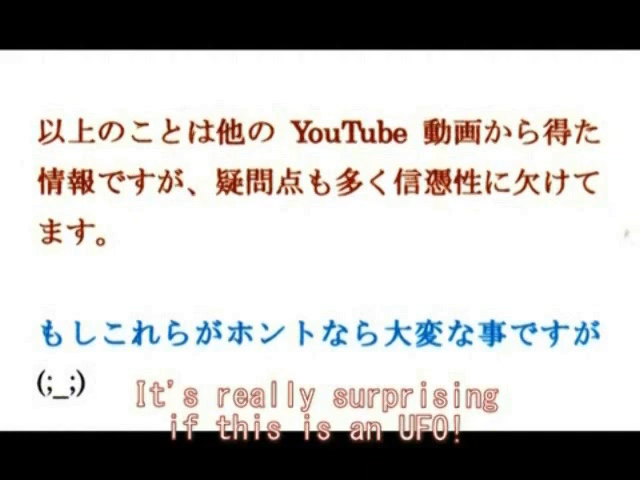 以上のことは他の YouTube 動画から得た
情報ですが、疑問点も多く信憑性に欠けて
ます。
もしこれらがホントなら大変な事ですが
(;_;)
It's really surprising
if this is an UFO!